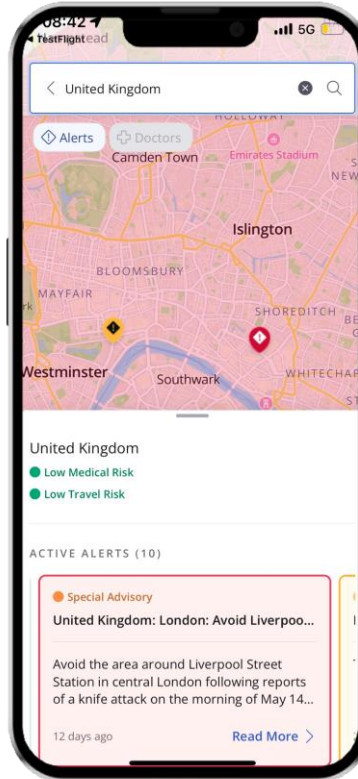 08:42
5G
TestFlight
United Kingdom
HOLLOWAY
Alerts
Doctors
Camden Town
Emirates Stadium
NEW
Islington
BLOOMSBURY
MAYFAIR
SHOREDITCH
Westminster
Southwark
WHITECHAP
United Kingdom
Low Medical Risk
Low Travel Risk
ACTIVE ALERTS (10)
Special Advisory
United Kingdom: London: Avoid Liverpoo...
Avoid the area around Liverpool Street
Station in central London following reports
of a knife attack on the morning of May 14...
12 days ago
Read More